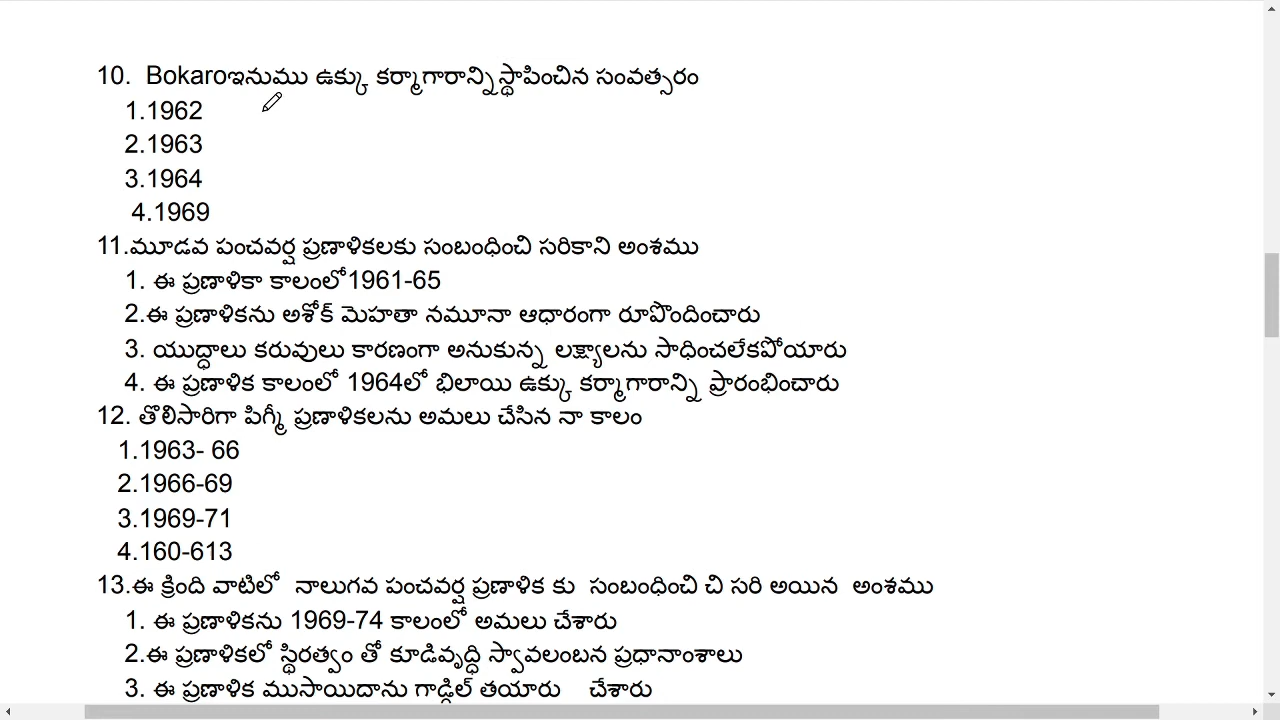 10.  Bokaroఇనుము ఉక్కు కర్మాగారాన్ని స్థాపించిన సంవత్సరం
1.1962
2.1963
3.1964
4.1969
11.మూడవ పంచవర్ష ప్రణాళికలకు సంబంధించి సరికాని అంశము
1. ఈ ప్రణాళికా కాలంలో1961-65
2.ఈ ప్రణాళికను అశోక్ మెహతా నమూనా ఆధారంగా రూపొందించారు
3. యుద్ధాలు కరువులు కారణంగా అనుకున్న లక్ష్యాలను సాధించలేకపోయారు
4. ఈ ప్రణాళిక కాలంలో 1964లో భిలాయి ఉక్కు కర్మాగారాన్ని ప్రారంభించారు
12. తొలిసారిగా పిగ్మీ ప్రణాళికలను అమలు చేసిన నా కాలం
1.1963- 66
2.1966-69
3.1969-71
4.160-613
13.ఈ క్రింది వాటిలో  నాలుగవ పంచవర్ష ప్రణాళిక కు  సంబంధించి చి సరి అయిన  అంశము
1. ఈ ప్రణాళికను 1969-74 కాలంలో అమలు చేశారు
2.ఈ ప్రణాళికలో స్థిరత్వం తో కూడివృద్ధి స్వావలంబన ప్రధానాంశాలు
3. ఈ ప్రణాళిక ముసాయిదాను గాడ్గిల్ తయారు    చేశారు